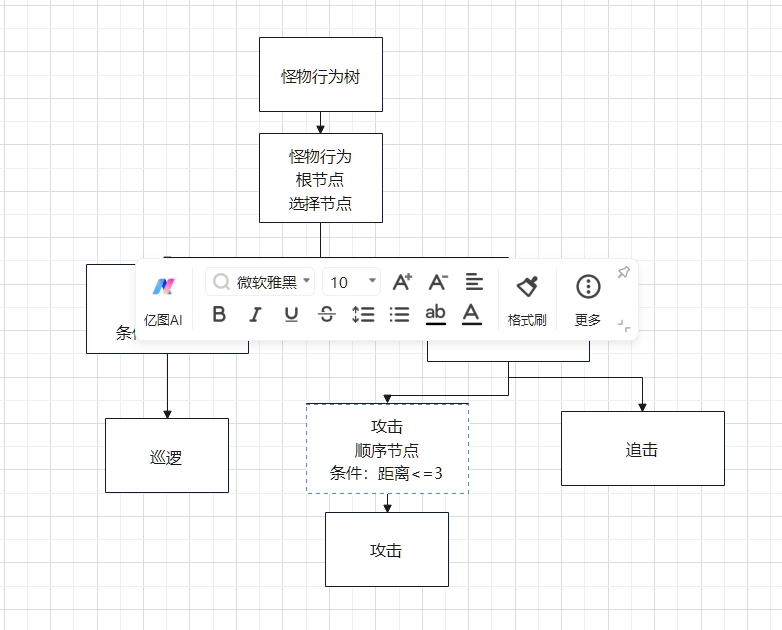 怪物行为树
怪物行为
根节点
选择节点
微软雅黑
10
亿图AI
B
I
U
S
ab
A
格式刷
更多
条
攻击
顺序节点
条件：距离<=3
追击
巡逻
攻击